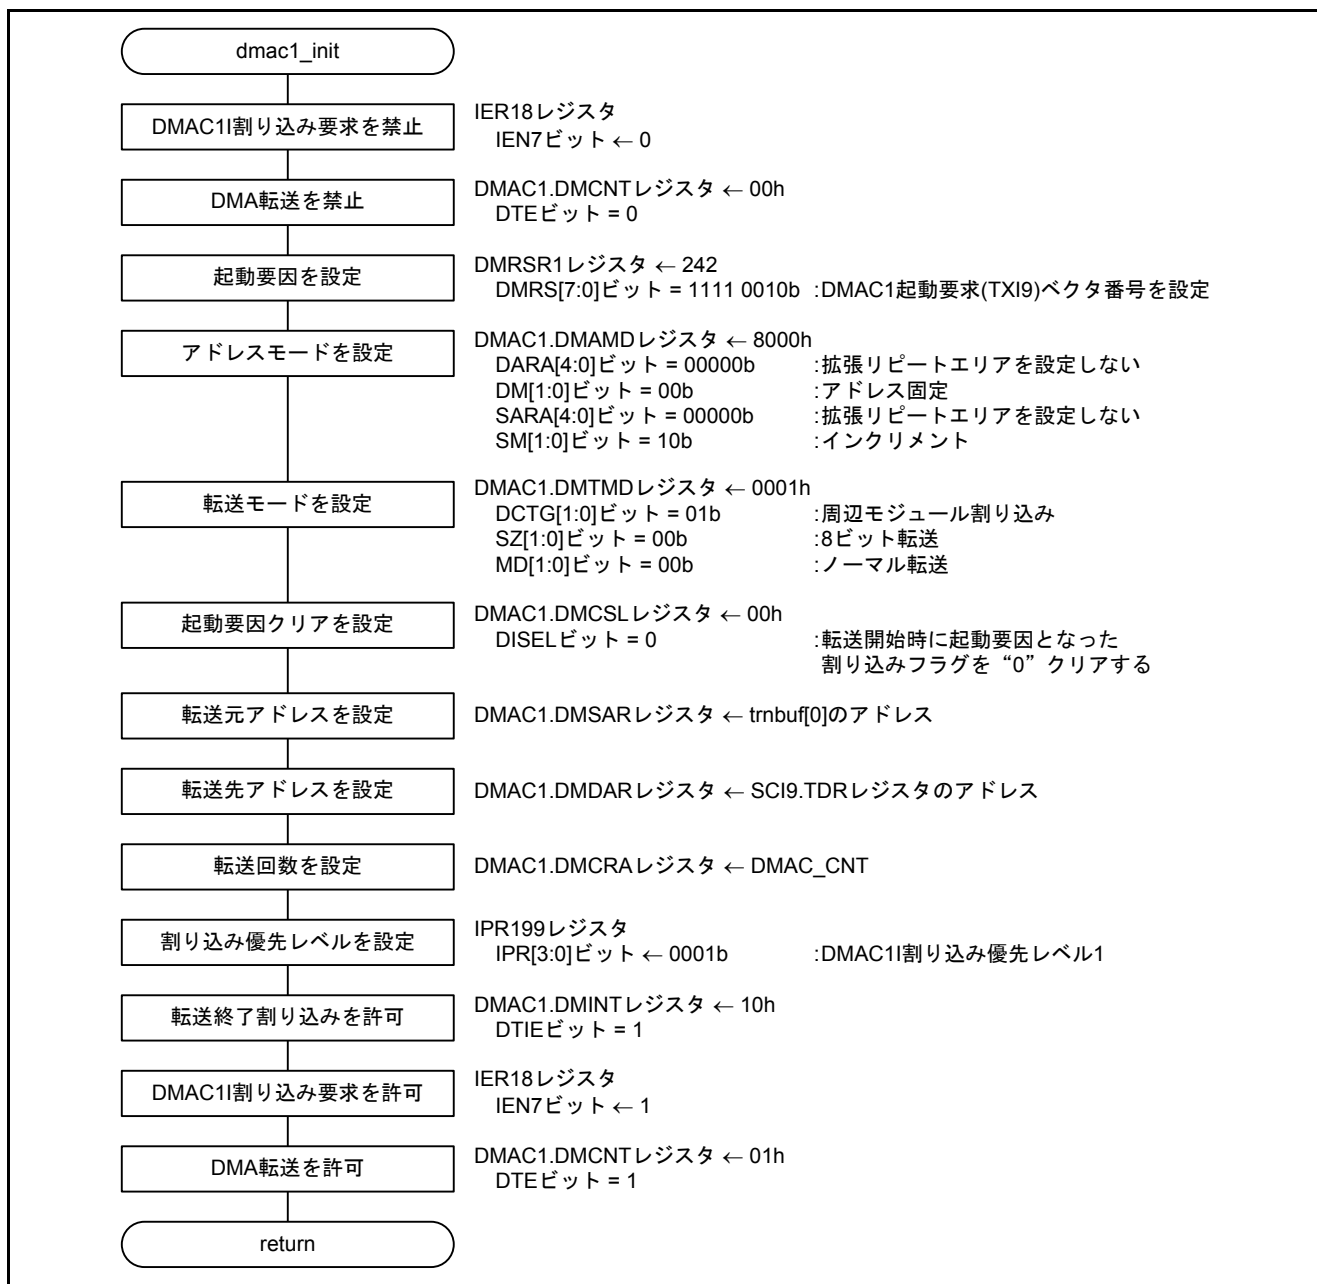 dmac1_init
DMAC1I割り込み要求を禁止
IER18レジスタ
IEN7ビット ← 0
DMA転送を禁止
DMAC1.DMCNTレジスタ ← 00h
DTEビット = 0
起動要因を設定
DMRSR1レジスタ ← 242
DMRS[7:0]ビット = 1111 0010b :DMAC1起動要求(TXI9)ベクタ番号を設定
アドレスモードを設定
DMAC1.DMAMDレジスタ ← 8000h
DARA[4:0]ビット = 00000b :拡張リピートエリアを設定しない
DM[1:0]ビット = 00b :アドレス固定
SARA[4:0]ビット = 00000b :拡張リピートエリアを設定しない
SM[1:0]ビット = 10b :インクリメント
転送モードを設定
DMAC1.DMTMDレジスタ ← 0001h
DCTG[1:0]ビット = 01b :周辺モジュール割り込み
SZ[1:0]ビット = 00b :8ビット転送
MD[1:0]ビット = 00b :ノーマル転送
起動要因クリアを設定
DMAC1.DMCSLレジスタ ← 00h
DISELビット = 0 :転送開始時に起動要因となった
割り込みフラグを“0”クリアする
転送元アドレスを設定
DMAC1.DMSARレジスタ ← trnbuf[0]のアドレス
転送先アドレスを設定
DMAC1.DMDARレジスタ ← SCI9.TDRレジスタのアドレス
転送回数を設定
DMAC1.DMCRAレジスタ ← DMAC_CNT
割り込み優先レベルを設定
IPR199レジスタ
IPR[3:0]ビット ← 0001b :DMAC1I割り込み優先レベル1
転送終了割り込みを許可
DMAC1.DMINTレジスタ ← 10h
DTIEビット = 1
DMAC1I割り込み要求を許可
IER18レジスタ
IEN7ビット ← 1
DMA転送を許可
DMAC1.DMCNTレジスタ ← 01h
DTEビット = 1
return